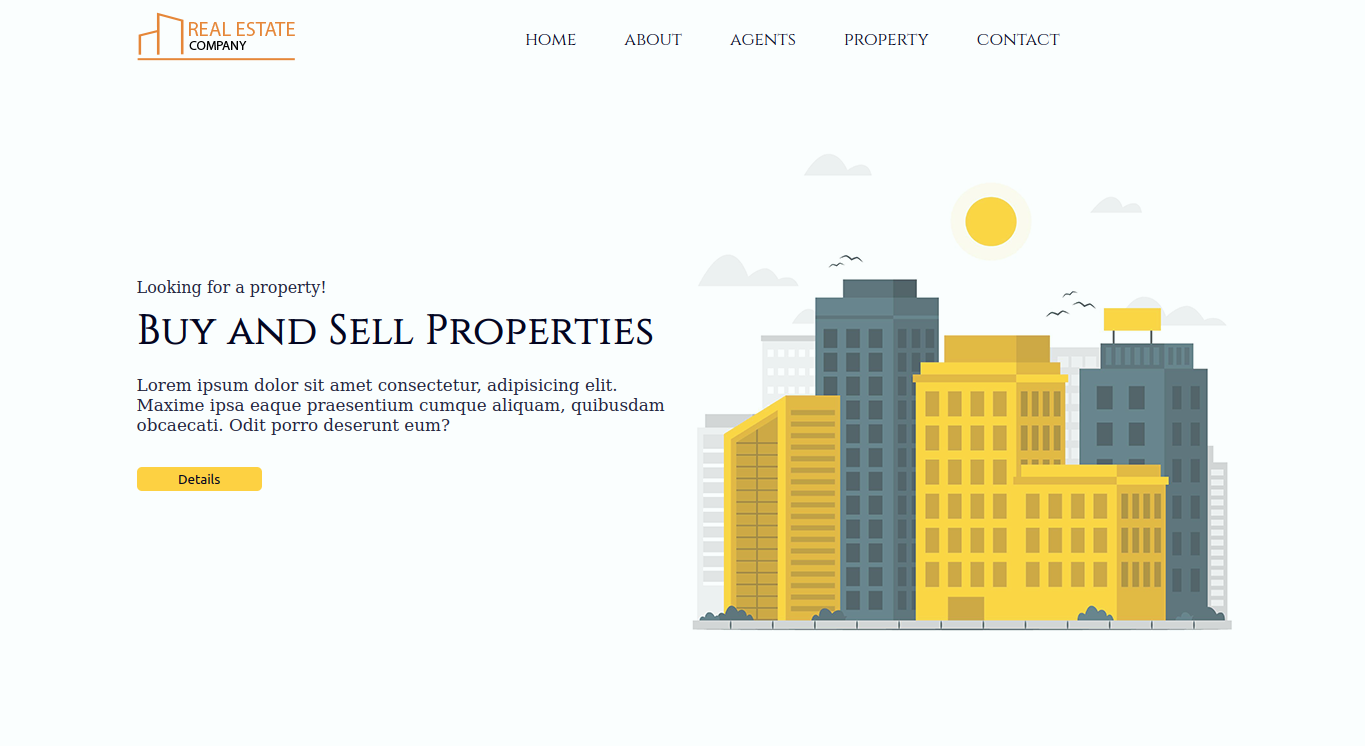 REAL ESTATE
COMPANY
HOME ABOUT AGENTS PROPERTY CONTACT
Looking for a property!
Buy and Sell Properties
Lorem ipsum dolor sit amet consectetur, adipisicing elit.
Maxime ipsa eaque praesentium cumque aliquam, quibusdam
obcaecati. Odit porro deserunt eum?
Details